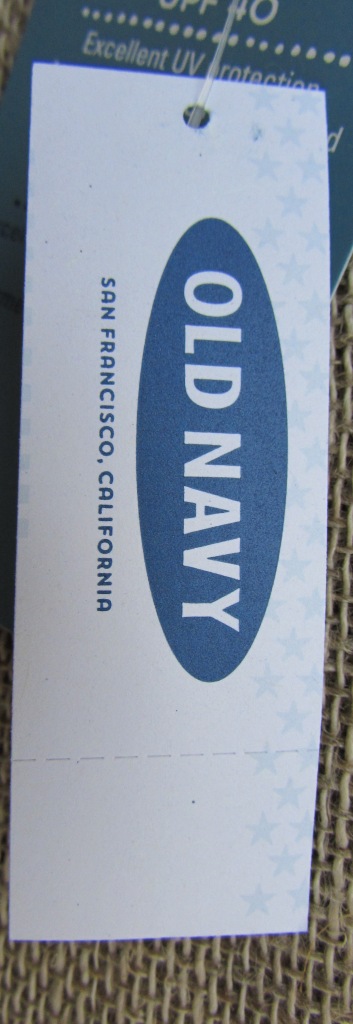 UPF 40
Excellent UV protection
OLD NAVY
SAN FRANCISCO, CALIFORNIA